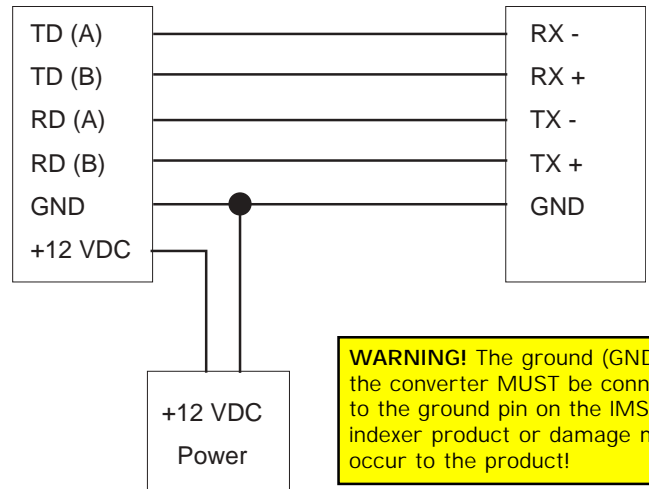 TD (A)
TD (B)
RD (A)
RD (B)
GND
+12 VDC
RX -
RX +
TX -
TX +
GND
+12 VDC
Power
WARNING! The ground (GND
the converter MUST be
to the ground pin on the IMS
indexer product or damage
occur to the product!